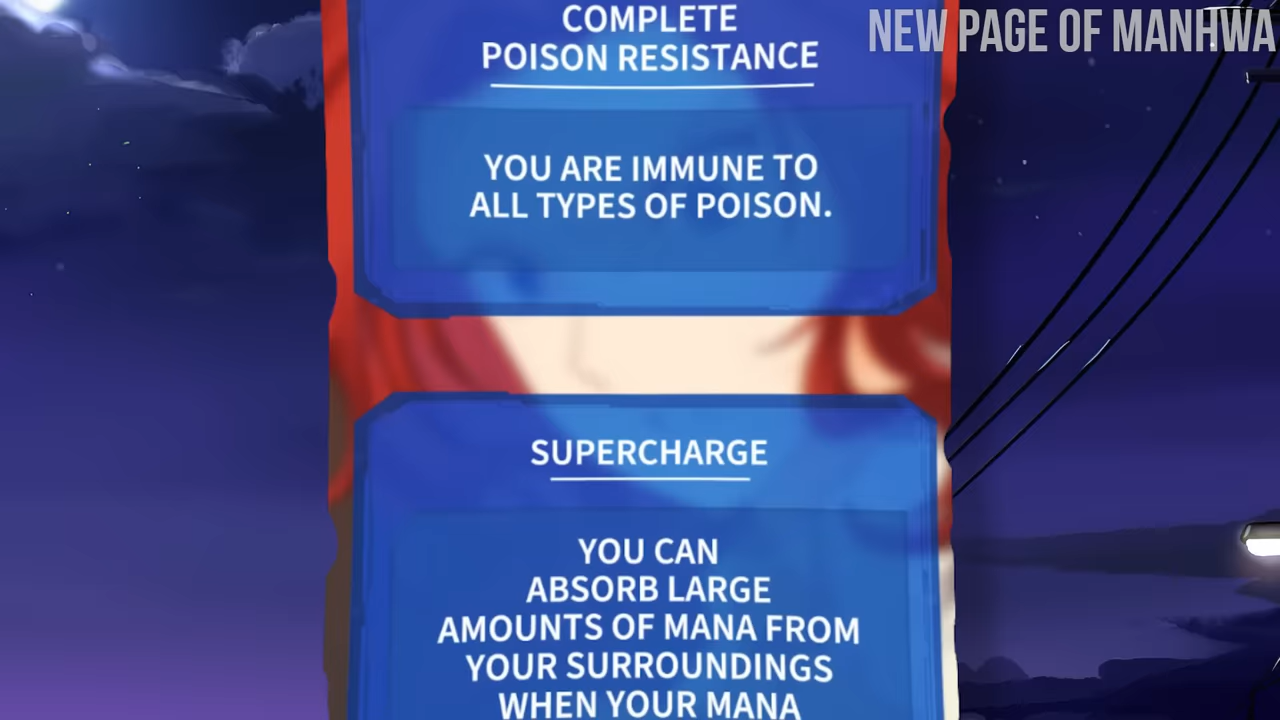 NEW PAGE OF MANHWA
COMPLETE
POISON RESISTANCE
YOU ARE IMMUNE TO
ALL TYPES OF POISON.
SUPERCHARGE
YOU CAN
ABSORB LARGE
AMOUNTS OF MANA FROM
YOUR SURROUNDINGS
WHEN YOUR MANA